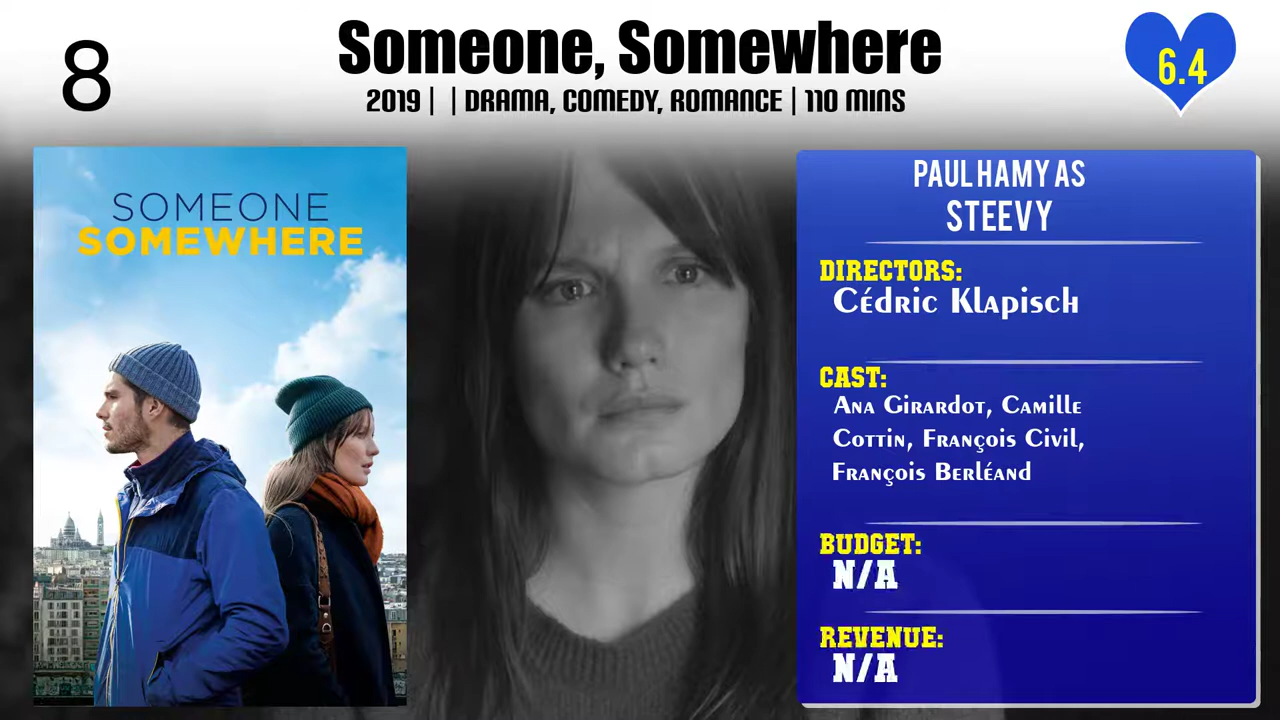 8
Someone, Somewhere
6.4
2019 | | DRAMA, COMEDY, ROMANCE | 110 MINS
SOMEONE
SOMEWHERE
PAUL HAMY AS
STEEVY
DIRECTORS:
Cédric Klapisch
CAST:
Ana Girardot, Camille
Cottin, François Civil,
François Berléand
BUDGET:
N/A
REVENUE:
N/A